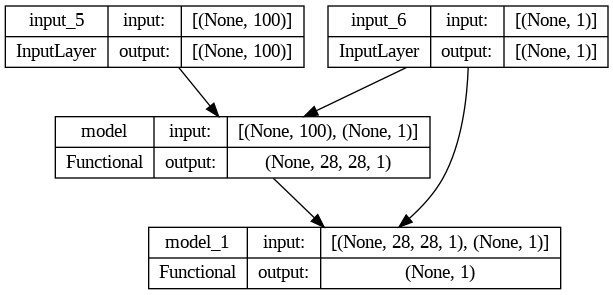 input_5 input: [(None, 100)]
InputLayer output: [(None, 100)]
input_6 input: [(None, 1)]
InputLayer output: [(None, 1)]
model input: [(None, 100), (None, 1)]
Functional output: (None, 28, 28, 1)
model_1 input: [(None, 28, 28, 1), (None, 1)]
Functional output: (None, 1)